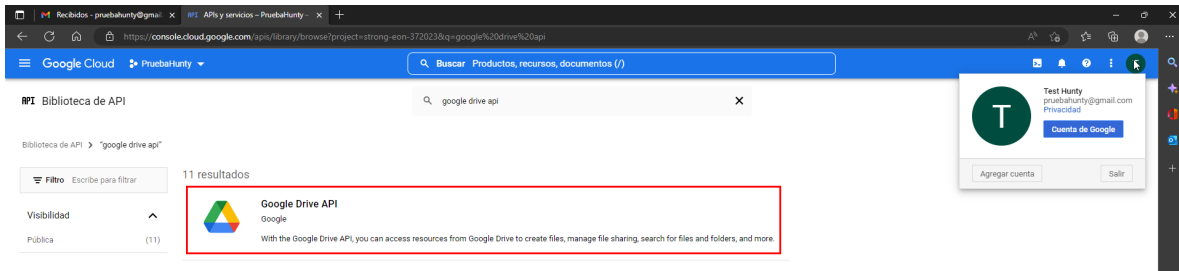 Recibidos - pruebahunty@gmail.
API APIs y servicios – PruebaHunty –
https://console.cloud.google.com/apis/library/browse?project=strong-eon-372023&q=google%20drive%20api
Google Cloud PruebaHunty Buscar Productos, recursos, documentos (/)
API Biblioteca de API
google drive api
Test Hunty
pruebahunty@gmail.com
Privacidad
T
Cuenta de Google
Agregar cuenta Salir
Biblioteca de API > "google drive api"
Filtro Escribe para filtrar
11 resultados
Visibilidad
Pública (11)
Google Drive API
Google
With the Google Drive API, you can access resources from Google Drive to create files, manage file sharing, search for files and folders, and more.